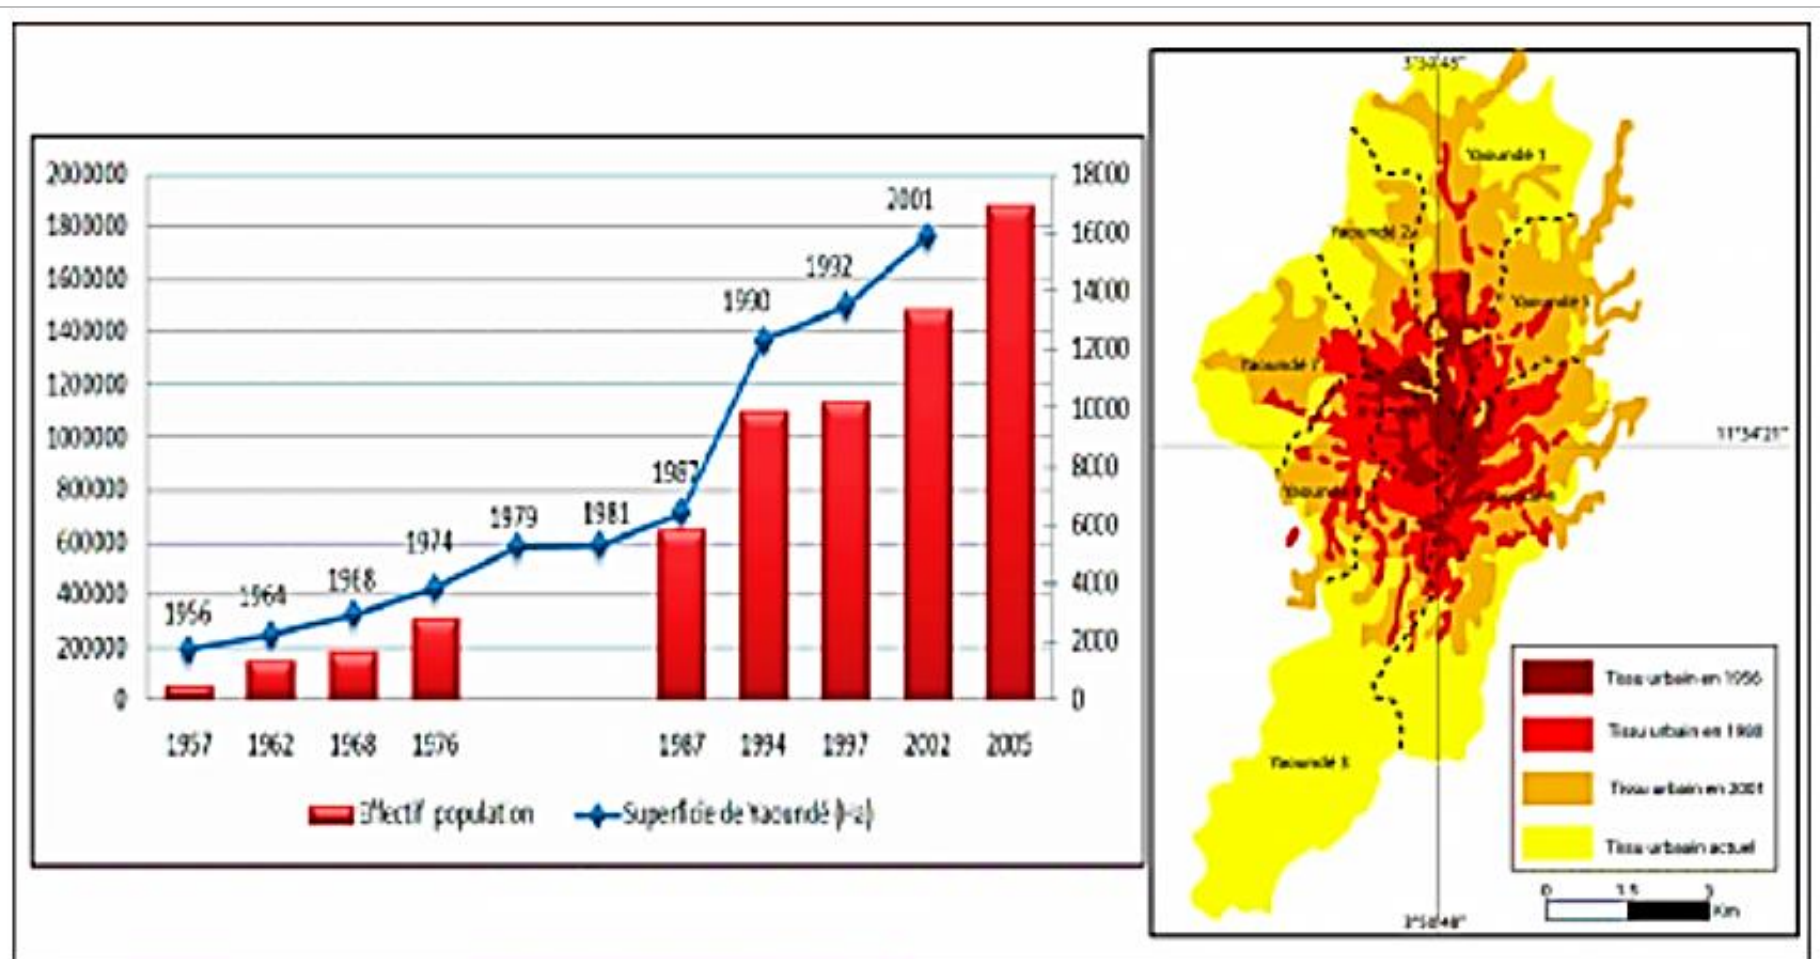 2000000
1800000
1600000
1400000
1200000
1000000
800000
600000
400000
200000
0
18000
16000
14000
12000
10000
8000
6000
4000
2000
0
1956
1964
1968
1974
1979
1981
1987
1990
1992
2001
1957 1962 1968 1976 1987 1994 1997 2002 2005
Effectif population Superficie de Yaoundé (Ha)
Yaoundé 1
Yaoundé 2
Yaoundé 5
Yaoundé 7
11°34'21"
Yaoundé 6
Yaoundé 3
Tissu urbain en 1956
Tissu urbain en
Tissu urbain en 2001
Tissu urbain actuel
0 1.5 3
Km